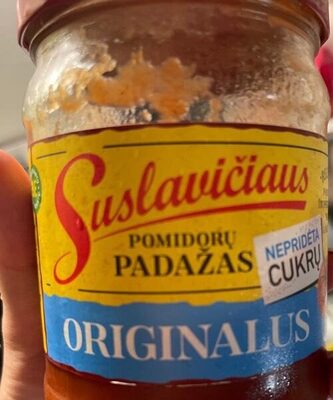 Suslavičiaus
POMIDORŲ
PADAŽAS
NEPRIDĖTA
CUKRŲ
ORIGINALUS